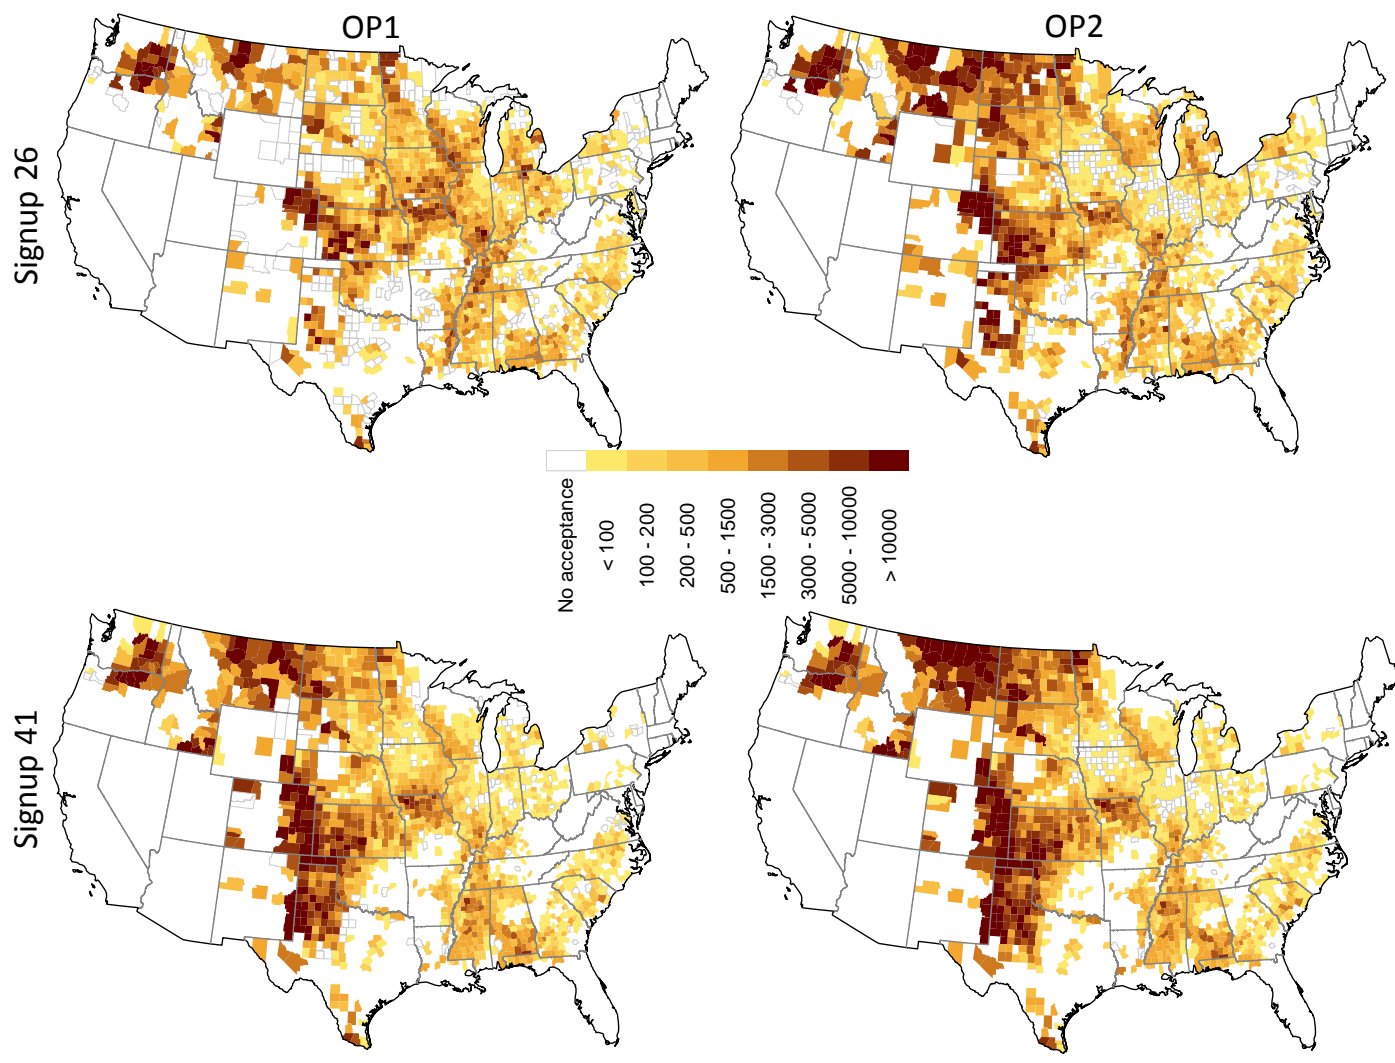 OP1
OP2
Signup 26
No acceptance
< 100
100 - 200
200 - 500
500 - 1500
1500 - 3000
3000 - 5000
5000 - 10000
> 10000
Signup 41